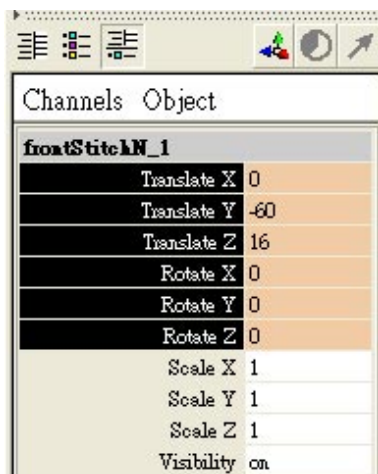 Channels Object
frontStitchN_1
Translate X 0
Translate Y -60
Translate Z 16
Rotate X 0
Rotate Y 0
Rotate Z 0
Scale X 1
Scale Y 1
Scale Z 1
Visibility on